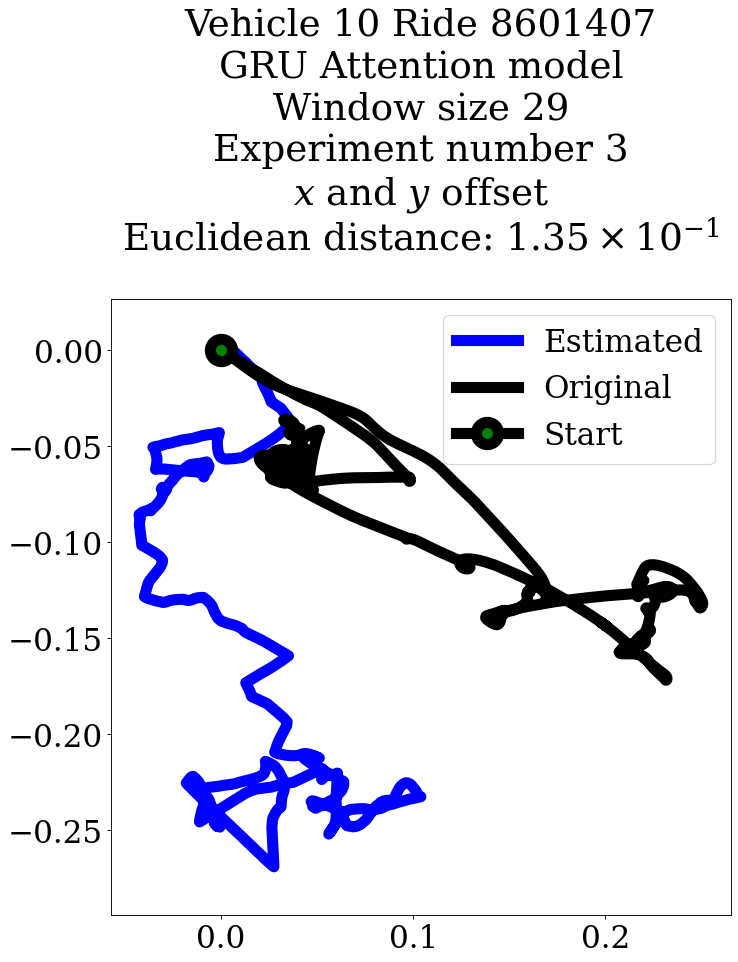 Vehicle 10 Ride 8601407
GRU Attention model
Window size 29
Experiment number 3
x and y offset
Euclidean distance: 1.35 × 10⁻¹
Estimated
Original
Start
0.00
−0.05
−0.10
−0.15
−0.20
−0.25
0.0 0.1 0.2